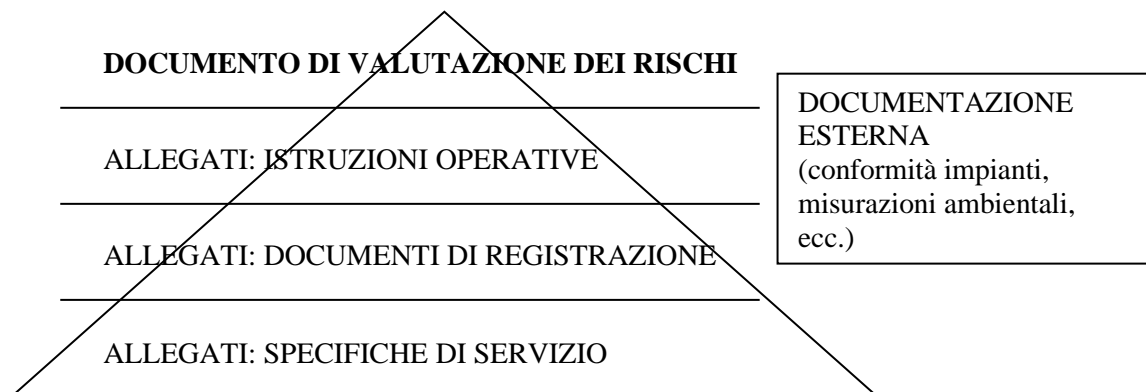 DOCUMENTO DI VALUTAZIONE DEI RISCHI
ALLEGATI: ISTRUZIONI OPERATIVE
ALLEGATI: DOCUMENTI DI REGISTRAZIONE
ALLEGATI: SPECIFICHE DI SERVIZIO
DOCUMENTAZIONE
ESTERNA
(conformità impianti,
misurazioni ambientali,
ecc.)